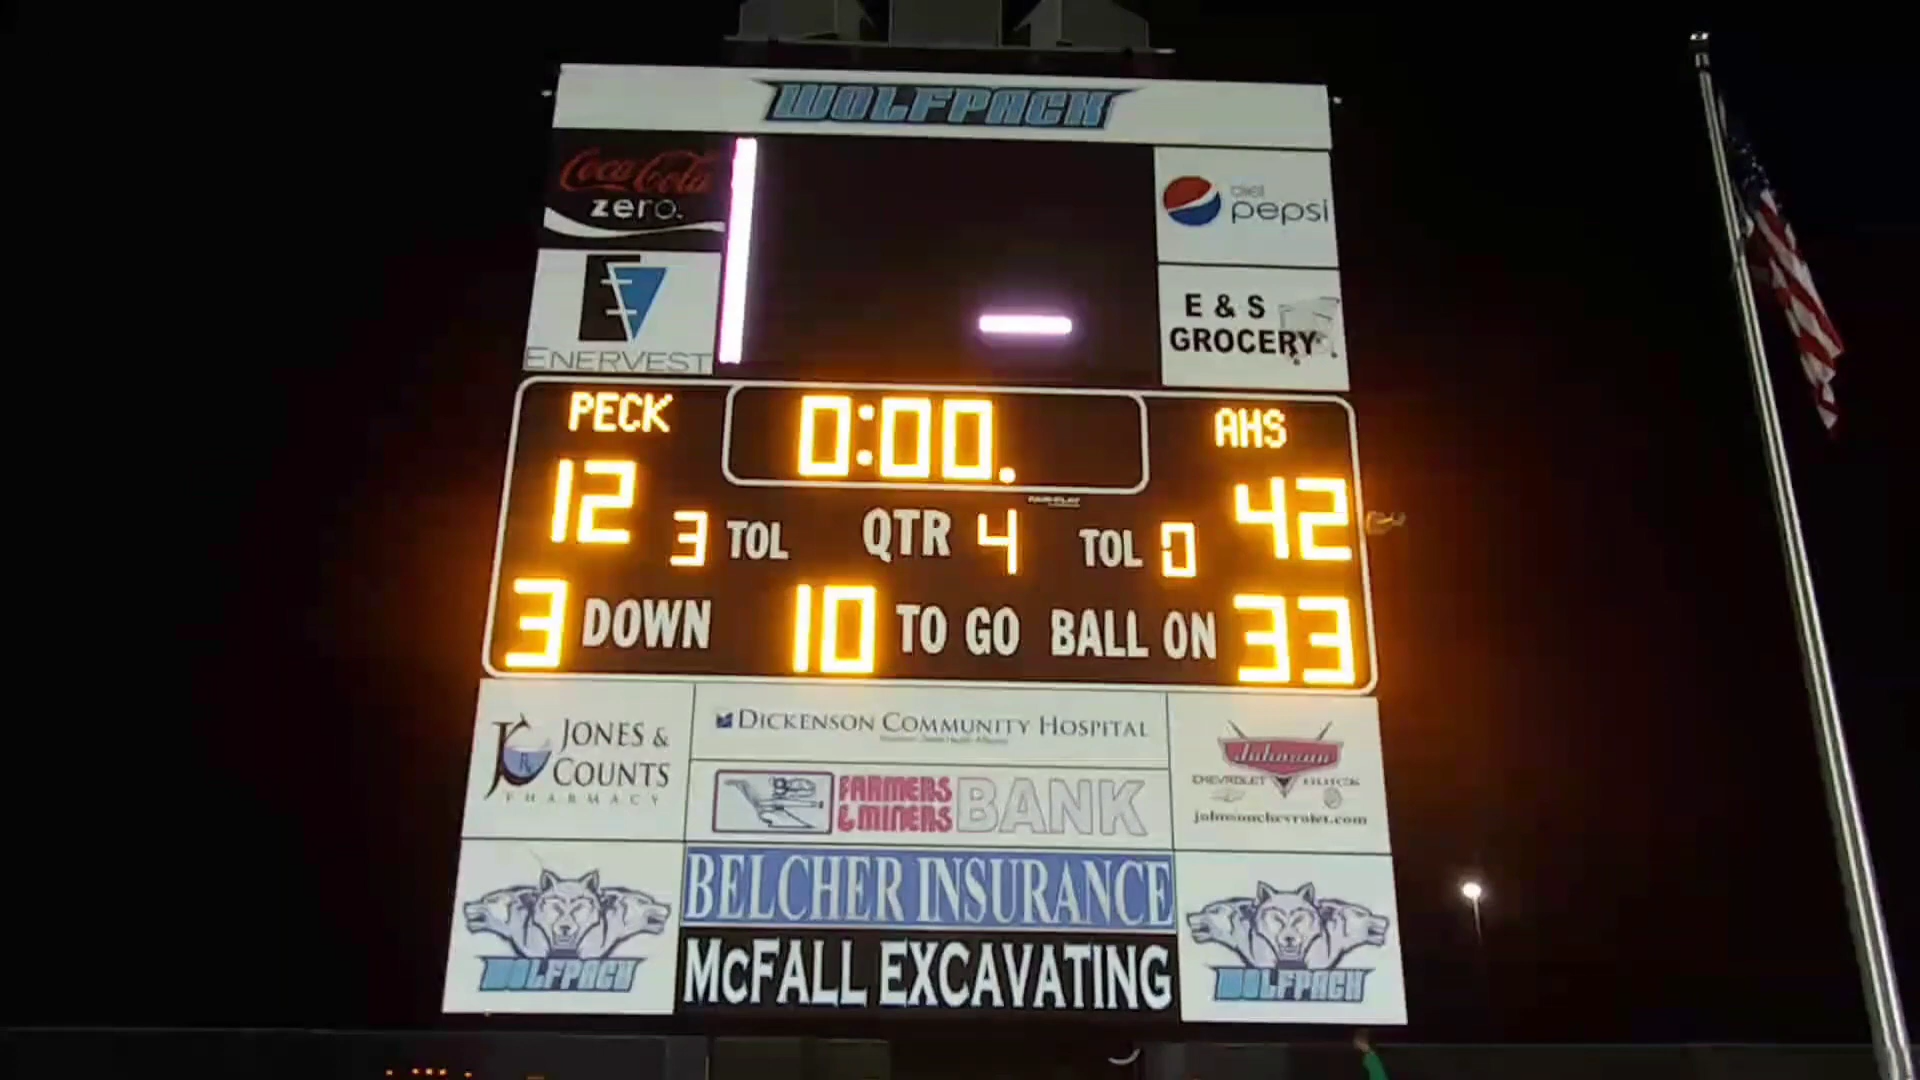 WOLFPACK
Coca-Cola
zero.
diet
pepsi
ENERVEST
E & S
GROCERY
PECK
0:00.
AHS
12
42
3 TOL
QTR 4
TOL 0
3 DOWN
10 TO GO
BALL ON 33
JONES &
COUNTS
PHARMACY
DICKENSON COMMUNITY HOSPITAL
Johnson
CHEVROLET BUICK
johnsonchevrolet.com
FARMERS
& MINERS
BANK
BELCHER INSURANCE
McFALL EXCAVATING
WOLFPACK
WOLFPACK